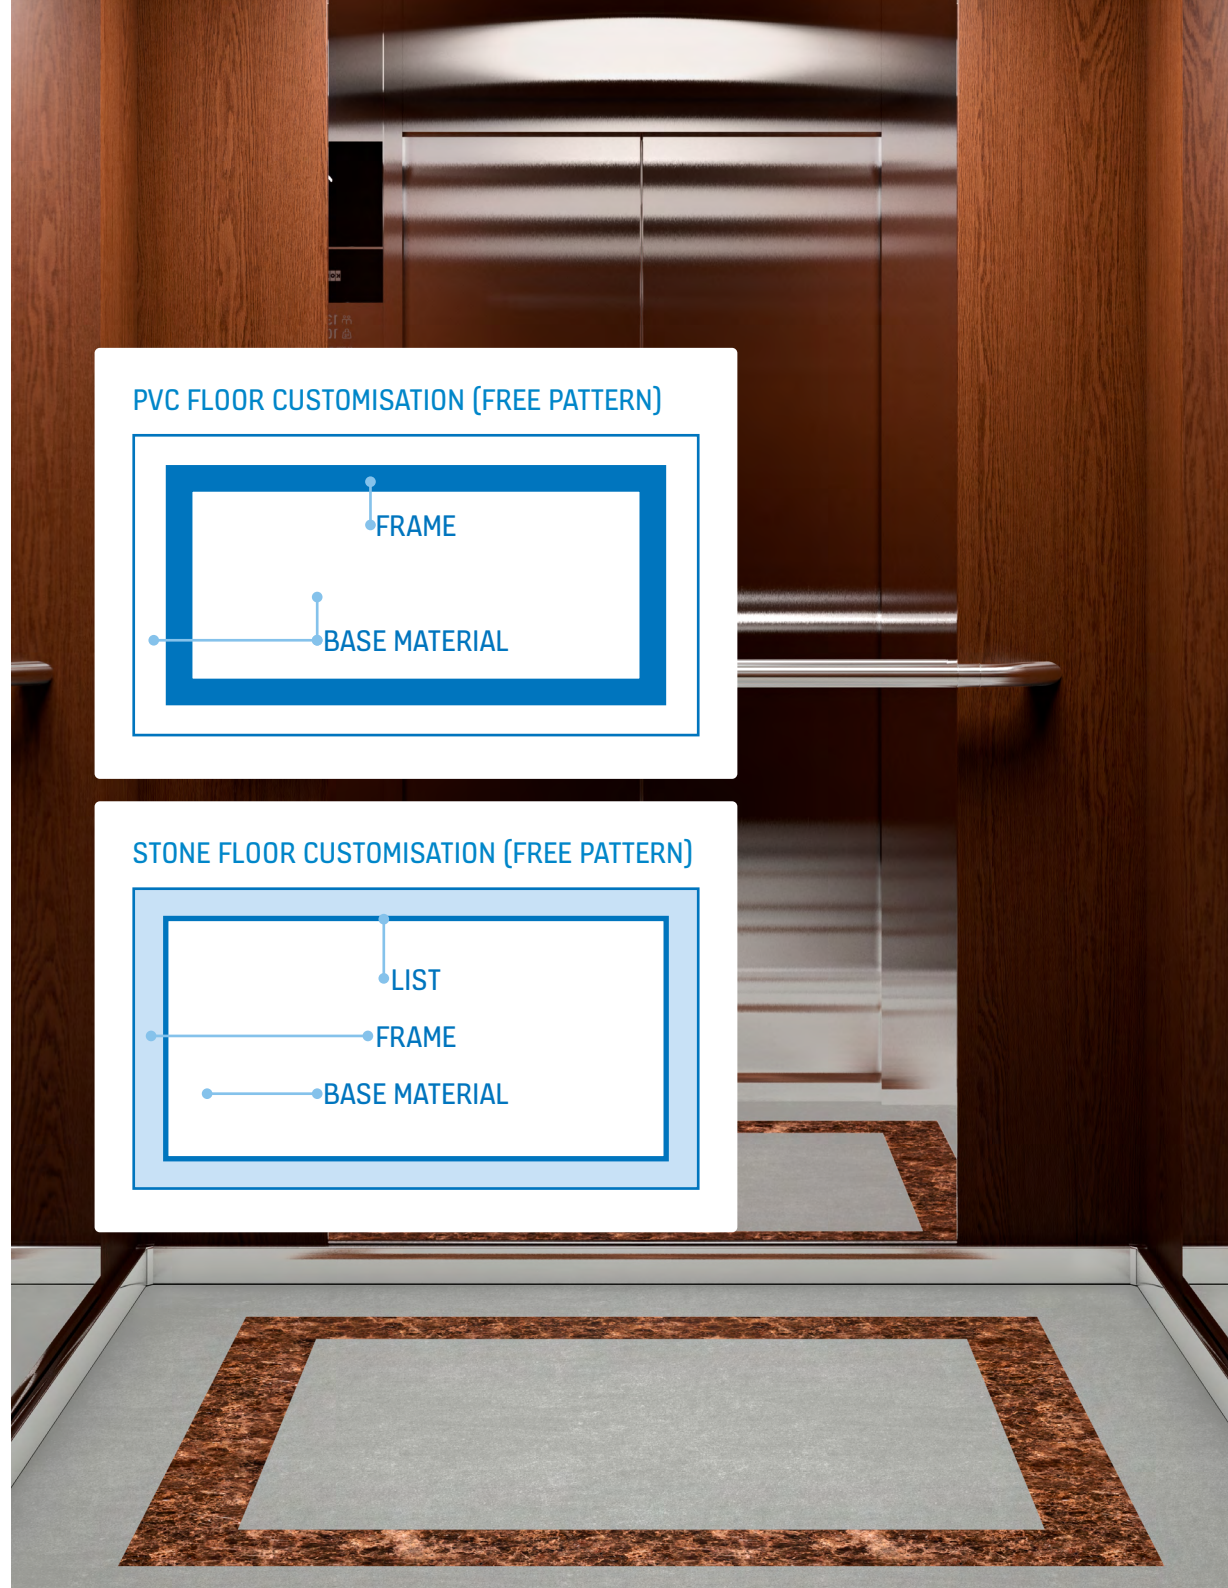 PVC FLOOR CUSTOMISATION (FREE PATTERN)
FRAME
BASE MATERIAL
STONE FLOOR CUSTOMISATION (FREE PATTERN)
LIST
FRAME
BASE MATERIAL